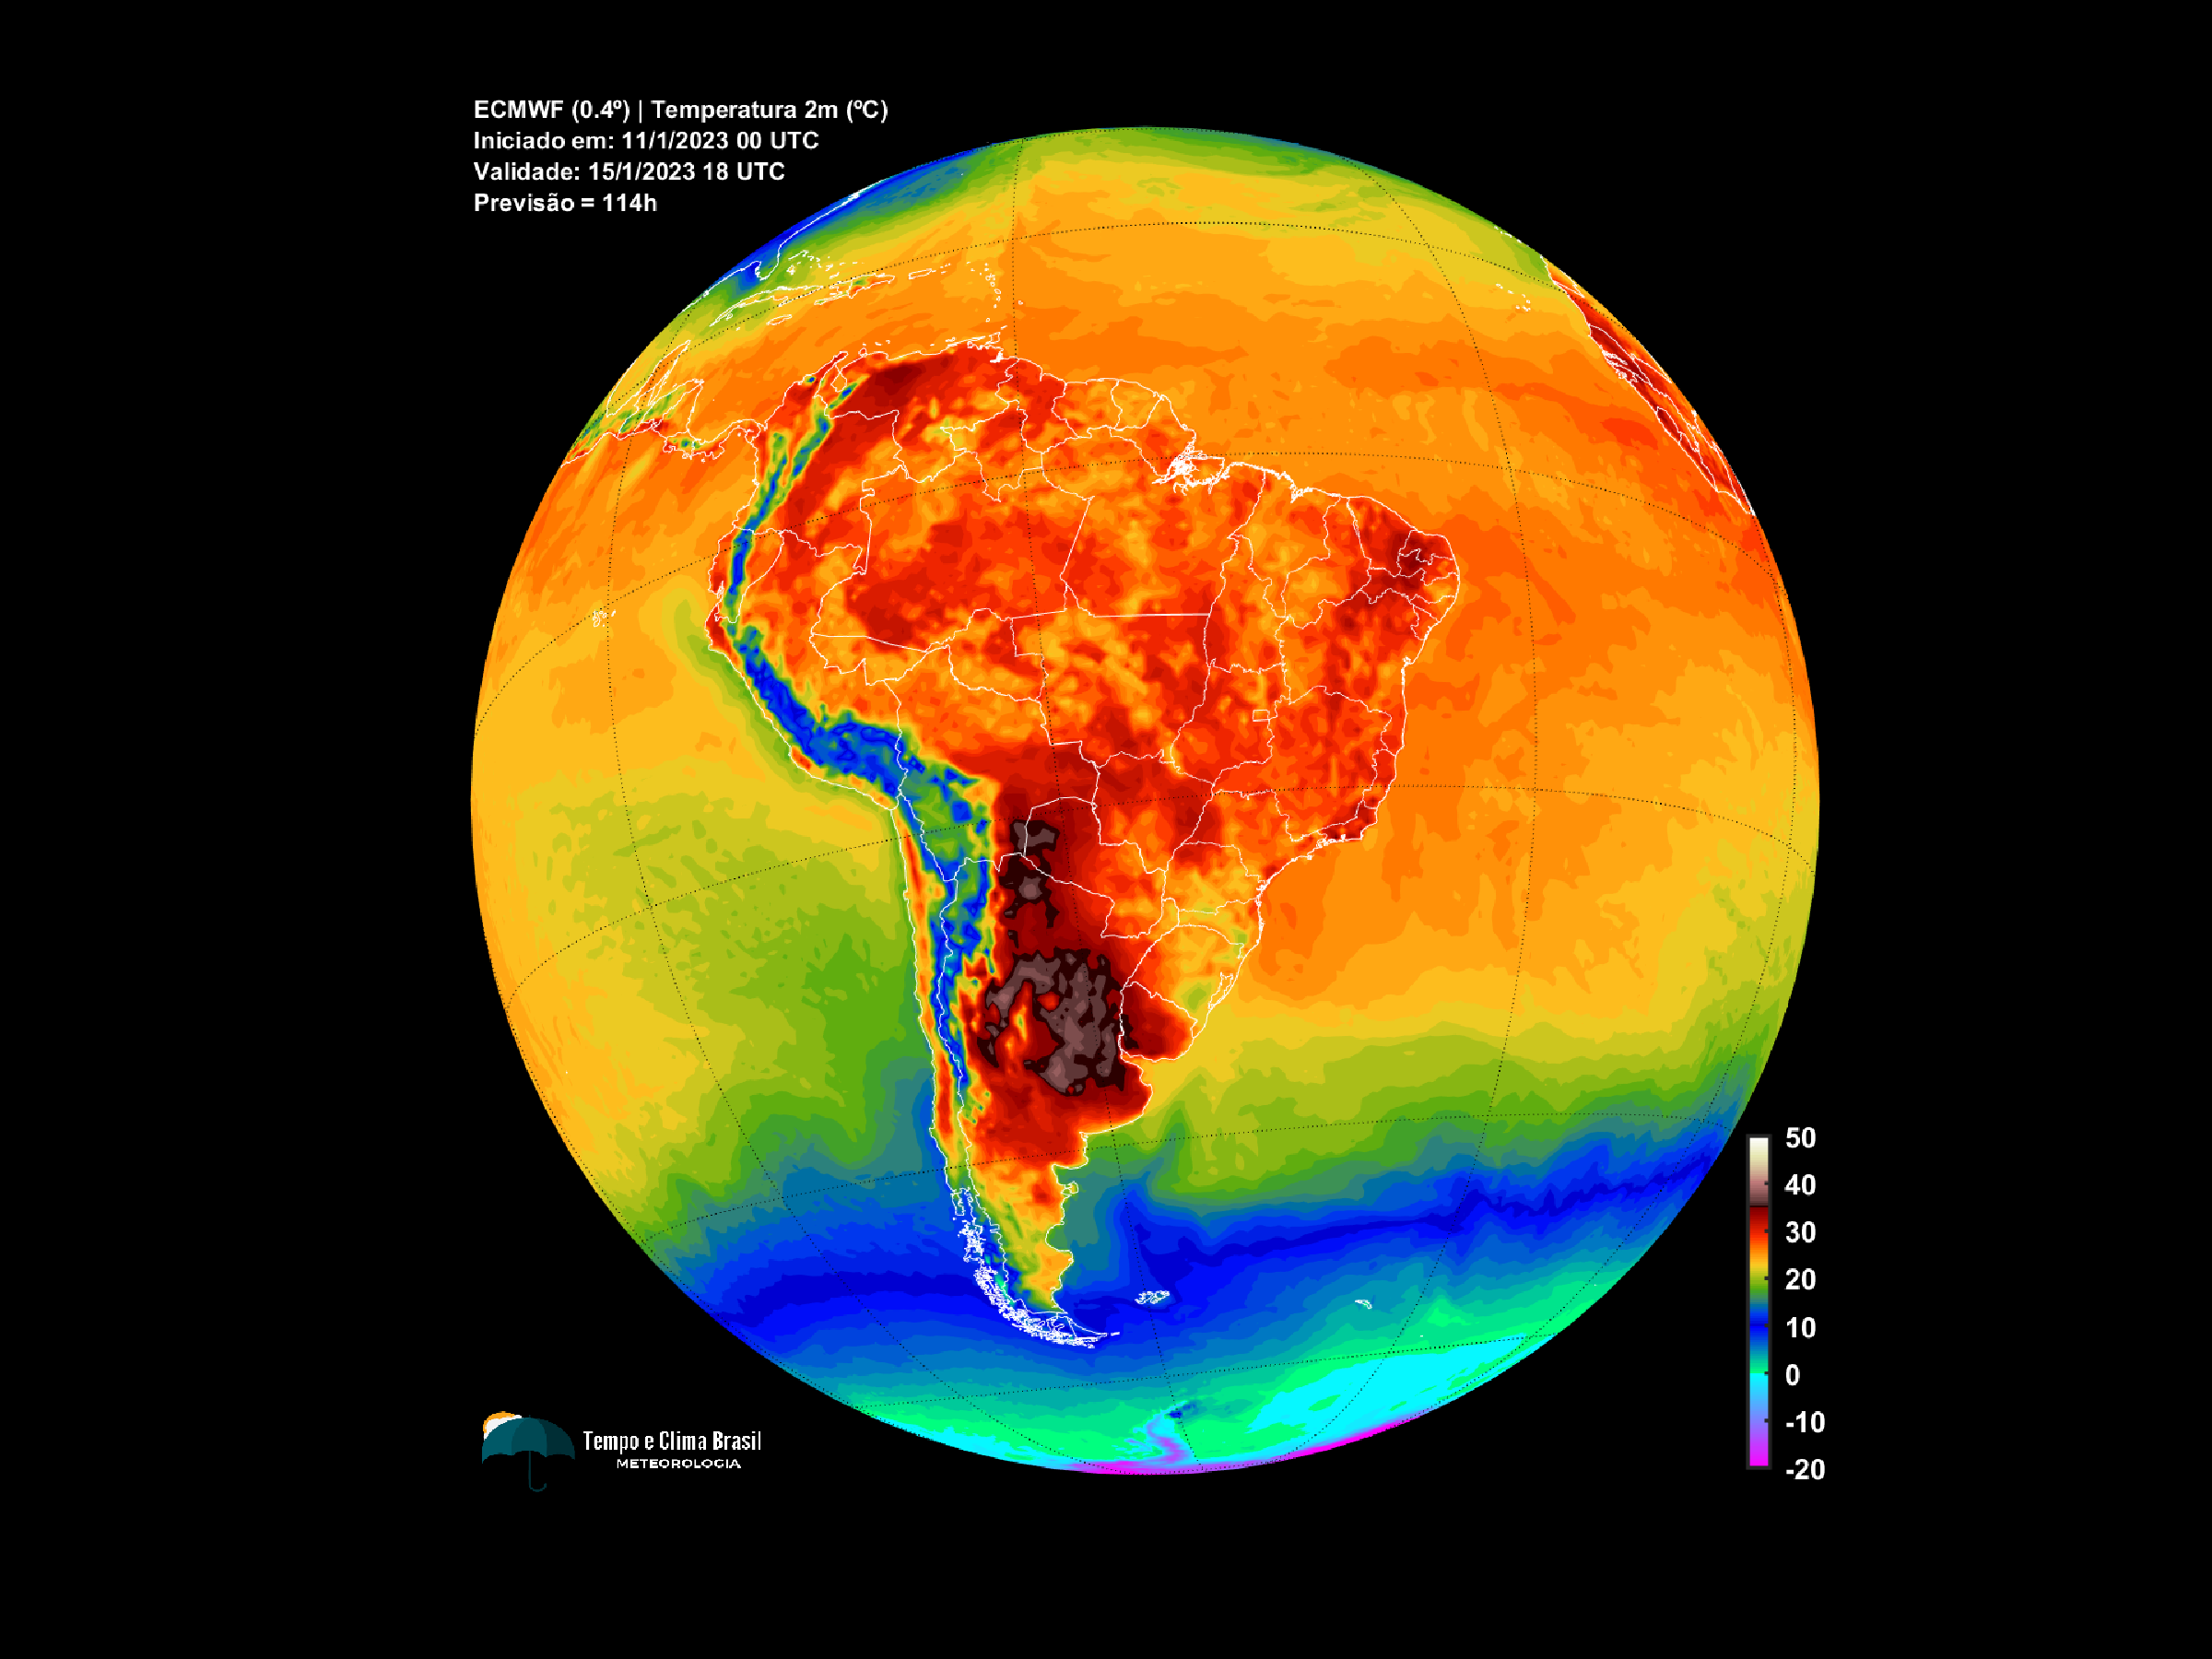 ECMWF (0.4º) | Temperatura 2m (ºC)
Iniciado em: 11/1/2023 00 UTC
Validade: 15/1/2023 18 UTC
Previsão = 114h
50
40
30
20
10
0
-10
-20
Tempo e Clima Brasil
METEOROLOGIA